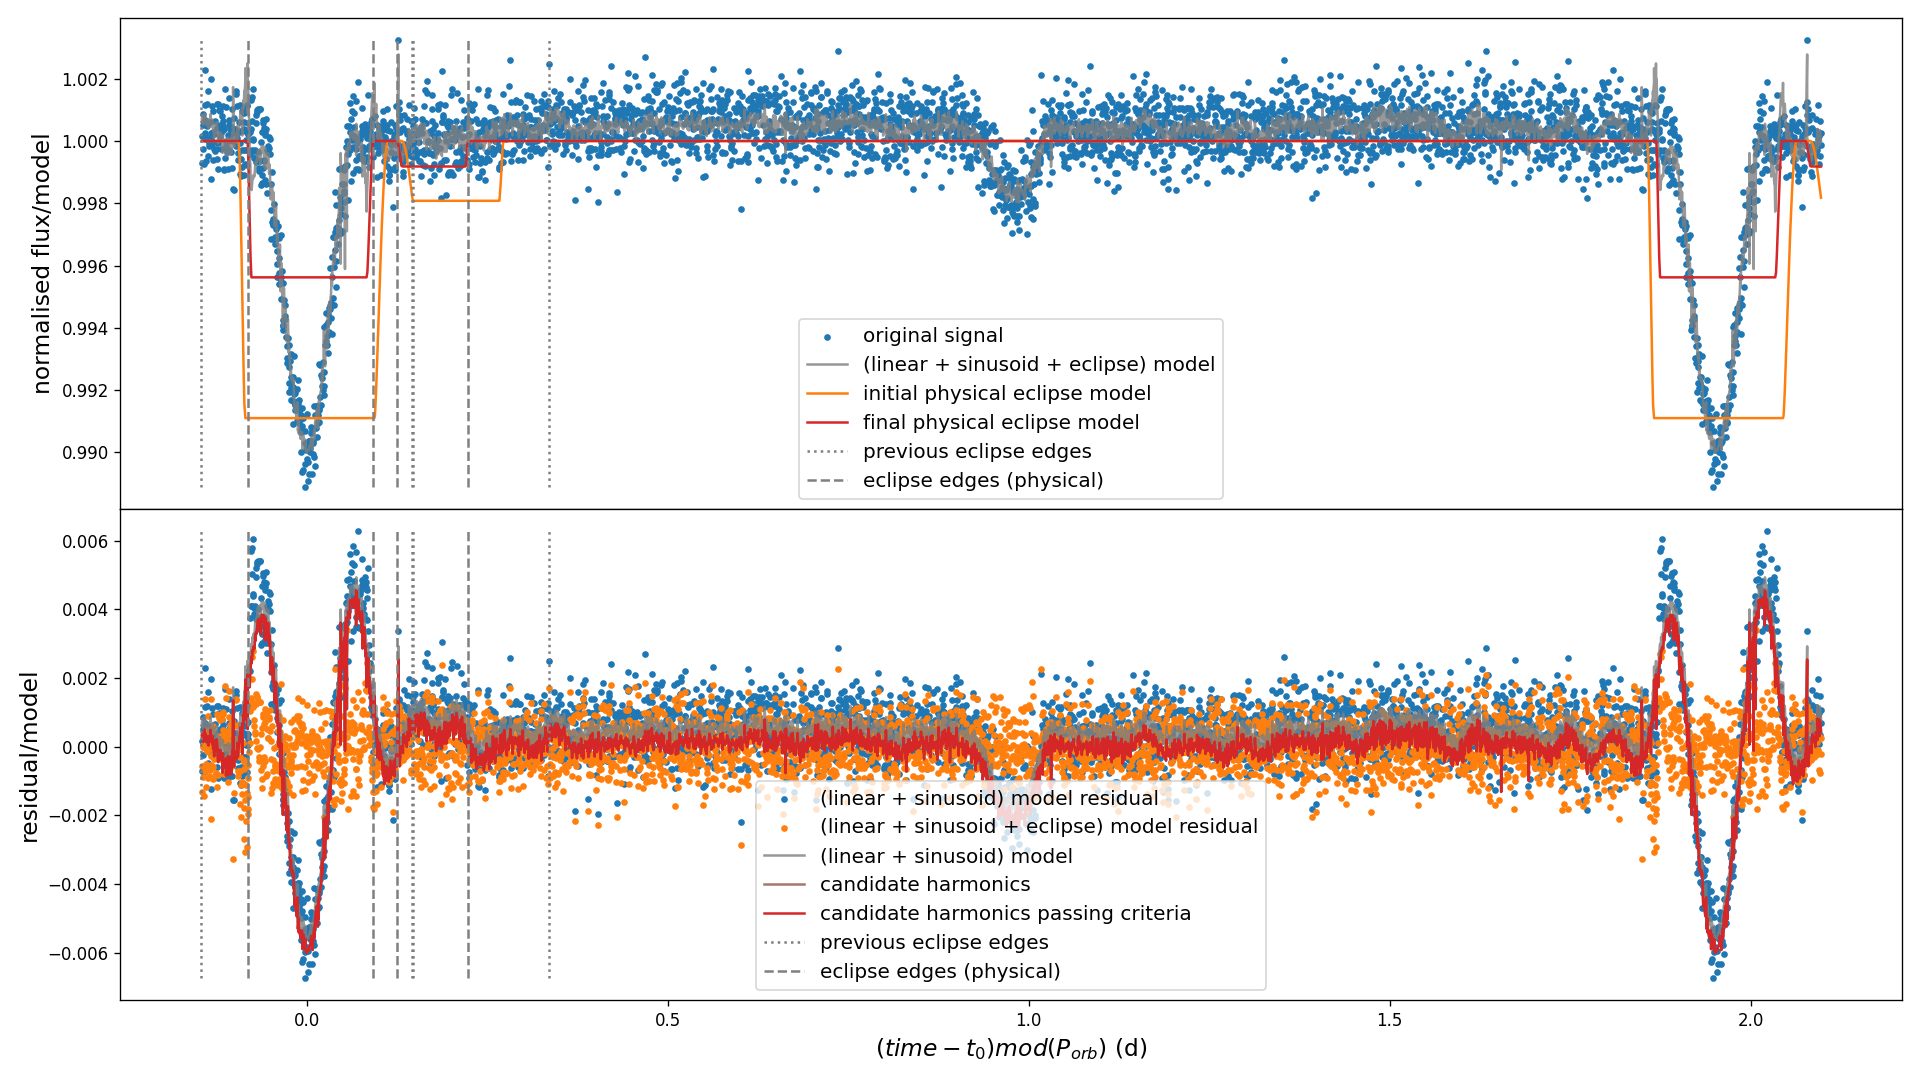 normalised flux/model
1.002
1.000
0.998
0.996
0.994
0.992
0.990
original signal
(linear + sinusoid + eclipse) model
initial physical eclipse model
final physical eclipse model
previous eclipse edges
eclipse edges (physical)
residual/model
0.006
0.004
0.002
0.000
−0.002
−0.004
−0.006
(linear + sinusoid) model residual
(linear + sinusoid + eclipse) model residual
(linear + sinusoid) model
candidate harmonics
candidate harmonics passing criteria
previous eclipse edges
eclipse edges (physical)
0.0 0.5 1.0 1.5 2.0
(time − t₀)mod(Pₒᵣb) (d)